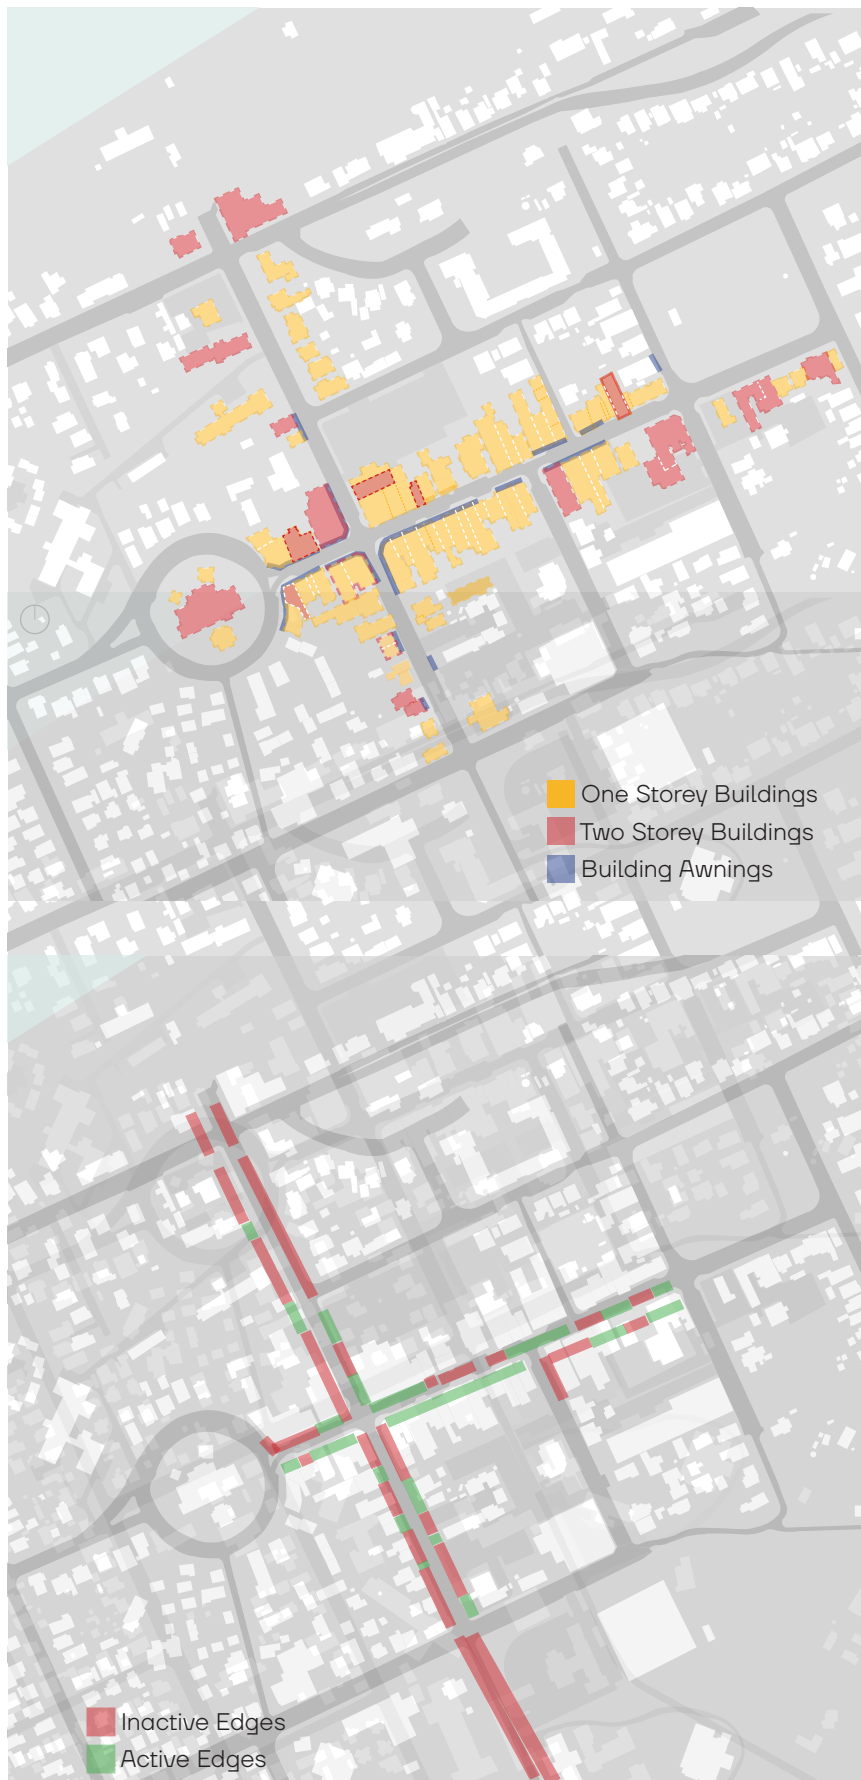 One Storey Buildings
Two Storey Buildings
Building Awnings
Inactive Edges
Active Edges